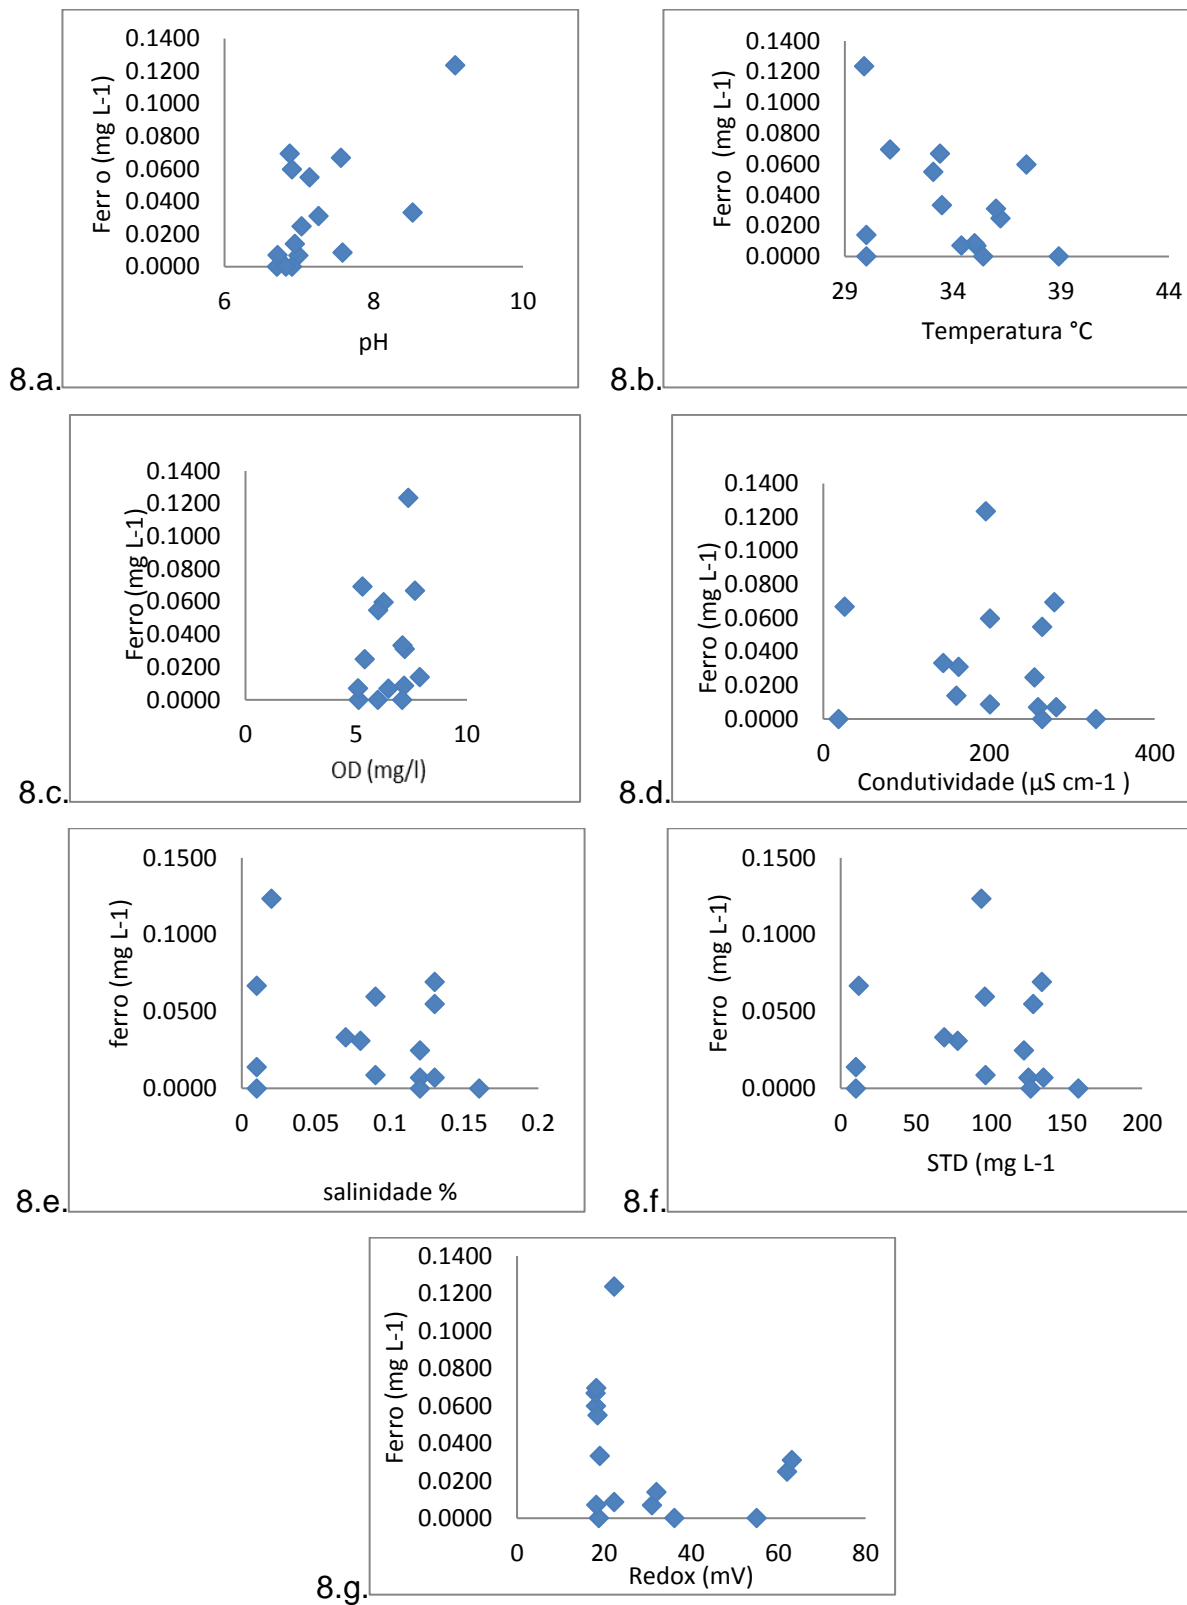 0.1400
0.1200
0.1000
0.0800
0.0600
0.0400
0.0200
0.0000
Ferr o (mg L-1)
6 8 10
pH
8.a.
0.1400
0.1200
0.1000
0.0800
0.0600
0.0400
0.0200
0.0000
Ferro (mg L-1)
29 34 39 44
Temperatura °C
8.b.
0.1400
0.1200
0.1000
0.0800
0.0600
0.0400
0.0200
0.0000
Ferro (mg L-1)
0 5 10
OD (mg/l)
8.c.
0.1400
0.1200
0.1000
0.0800
0.0600
0.0400
0.0200
0.0000
Ferro (mg L-1)
0 200 400
Condutividade (µS cm-1 )
8.d.
0.1500
0.1000
0.0500
0.0000
ferro (mg L-1)
0 0.05 0.1 0.15 0.2
salinidade %
8.e.
0.1500
0.1000
0.0500
0.0000
Ferro (mg L-1)
0 50 100 150 200
STD (mg L-1
8.f.
0.1400
0.1200
0.1000
0.0800
0.0600
0.0400
0.0200
0.0000
Ferro (mg L-1)
0 20 40 60 80
Redox (mV)
8.g.